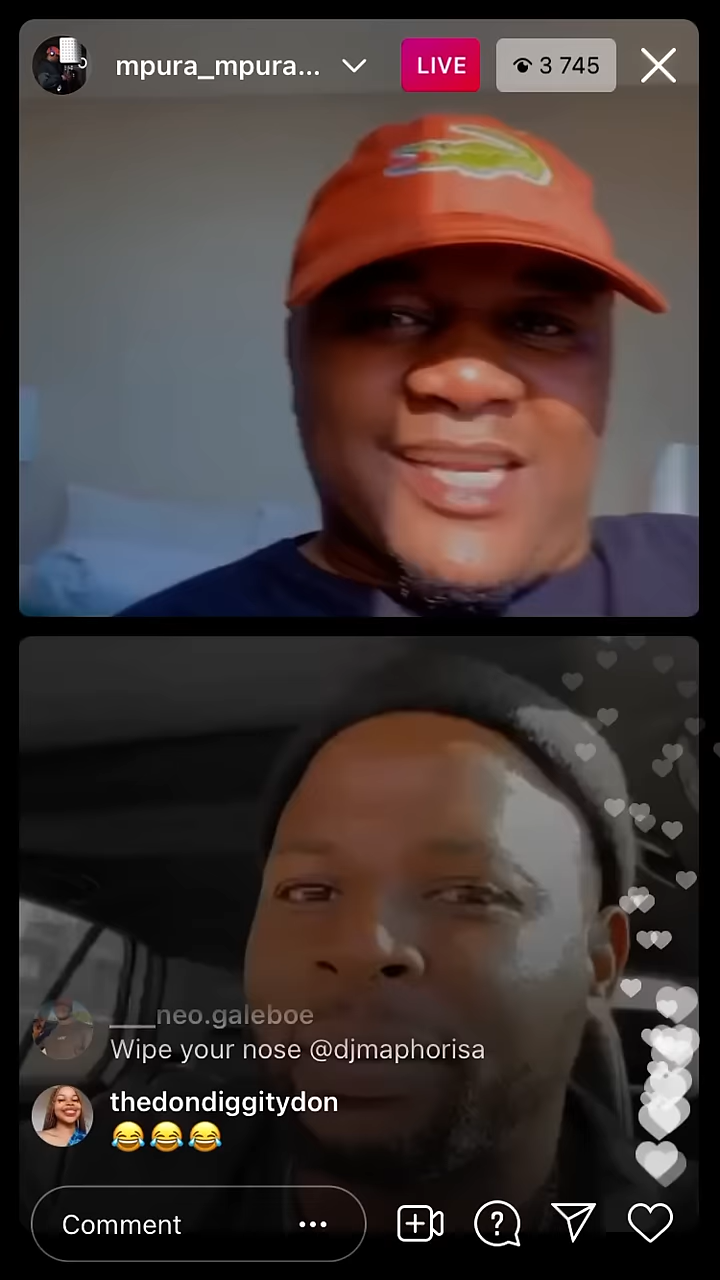 mpura_mpura...
LIVE
3 745
___neo.galeboe
Wipe your nose @djmaphorisa
thedondiggitydon
😂😂😂
Comment